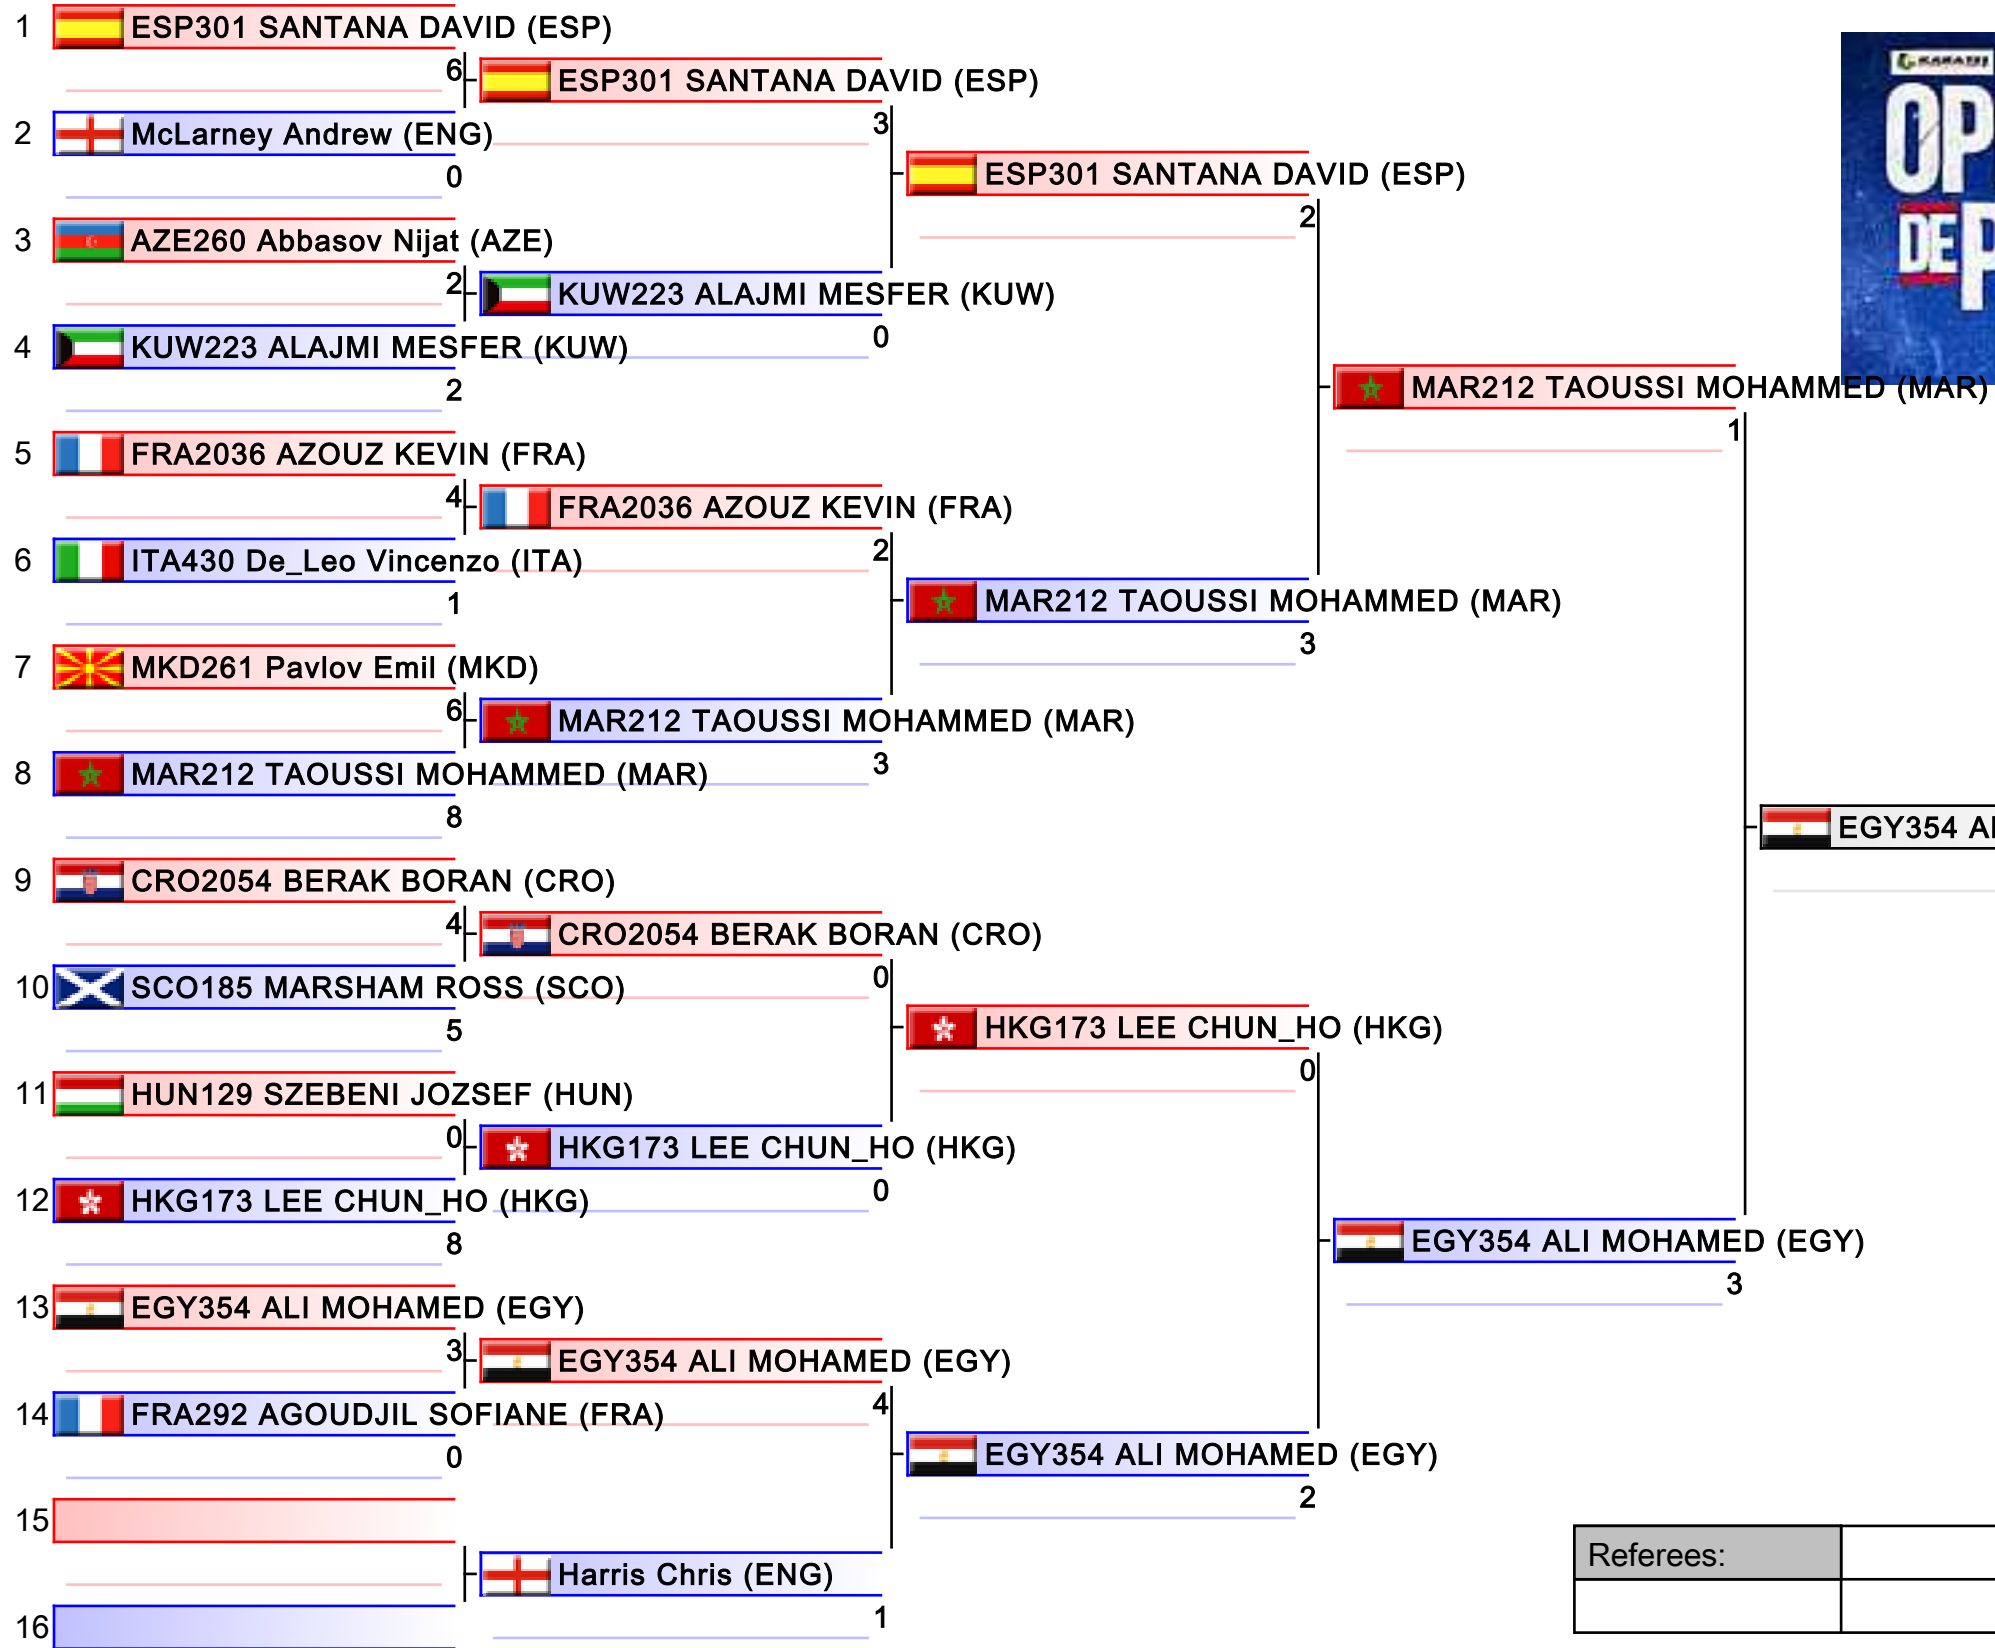 1 ESP301 SANTANA DAVID (ESP)
6
2 McLarney Andrew (ENG)
0
3 AZE260 Abbasov Nijat (AZE)
2
4 KUW223 ALAJMI MESFER (KUW)
2
5 FRA2036 AZOUZ KEVIN (FRA)
4
6 ITA430 De_Leo Vincenzo (ITA)
1
7 MKD261 Pavlov Emil (MKD)
6
8 MAR212 TAOUSSI MOHAMMED (MAR)
8
9 CRO2054 BERAK BORAN (CRO)
4
10 SCO185 MARSHAM ROSS (SCO)
5
11 HUN129 SZEBENI JOZSEF (HUN)
0
12 HKG173 LEE CHUN_HO (HKG)
8
13 EGY354 ALI MOHAMED (EGY)
3
14 FRA292 AGOUDJIL SOFIANE (FRA)
0
15
16
ESP301 SANTANA DAVID (ESP)
3
KUW223 ALAJMI MESFER (KUW)
0
FRA2036 AZOUZ KEVIN (FRA)
2
MAR212 TAOUSSI MOHAMMED (MAR)
3
CRO2054 BERAK BORAN (CRO)
0
HKG173 LEE CHUN_HO (HKG)
0
EGY354 ALI MOHAMED (EGY)
4
Harris Chris (ENG)
1
ESP301 SANTANA DAVID (ESP)
2
MAR212 TAOUSSI MOHAMMED (MAR)
3
HKG173 LEE CHUN_HO (HKG)
0
EGY354 ALI MOHAMED (EGY)
2
MAR212 TAOUSSI MOHAMMED (MAR)
1
EGY354 ALI MOHAMED (EGY)
3
EGY354
OP
DE P
Referees: